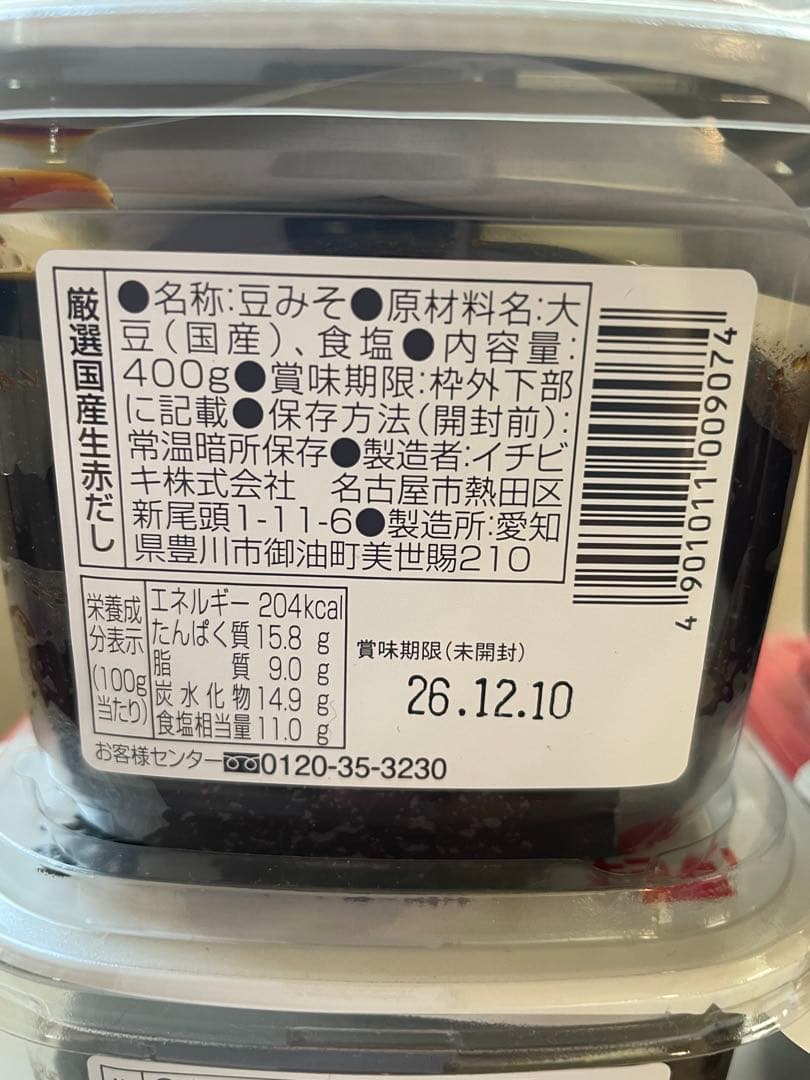 厳選国産生赤だし
●名称:豆みそ●原材料名:大
豆(国産)、食塩●内容量:
400g●賞味期限:枠外下部
に記載●保存方法(開封前):
常温暗所保存●製造者:イチビ
キ株式会社 名古屋市熱田区
新尾頭1-11-6●製造所:愛知
県豊川市御油町美世賜210
4 901011 009074
栄養成
分表示
(100g
当たり)
エネルギー 204kcal
たんぱく質 15.8 g
脂質 9.0 g
炭水化物 14.9 g
食塩相当量 11.0 g
賞味期限(未開封)
26.12.10
お客様センター 0120-35-3230